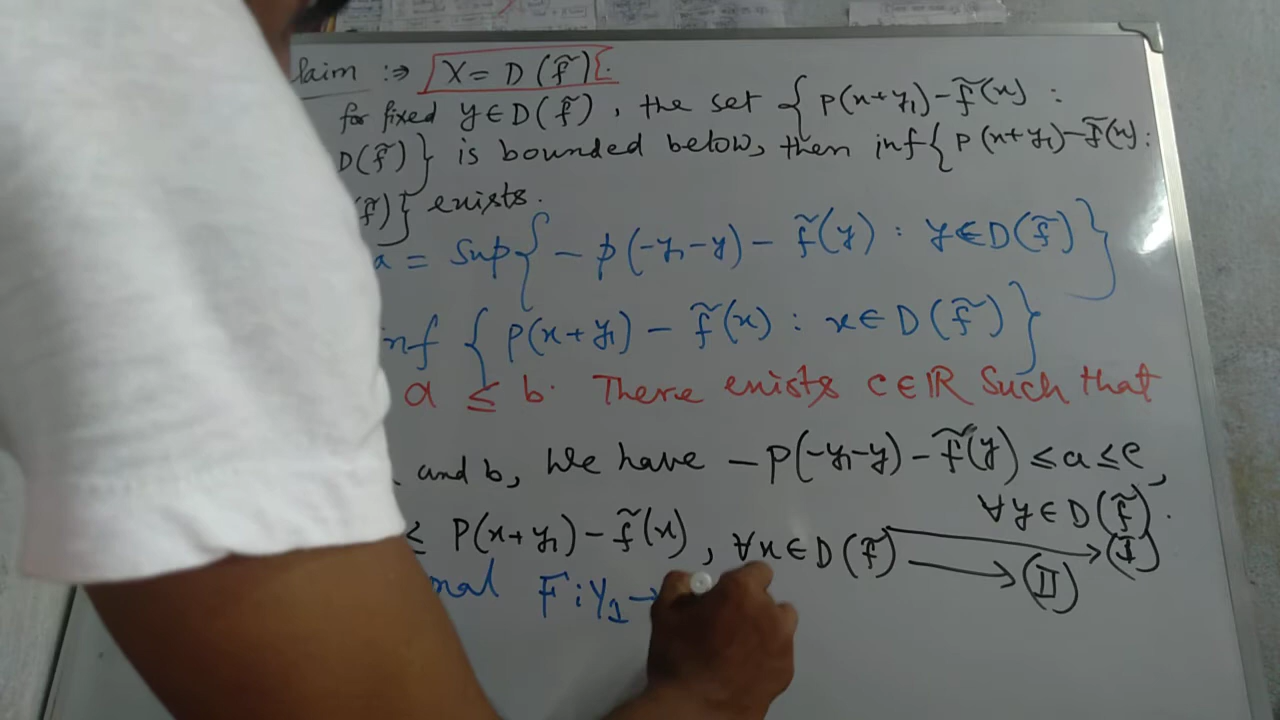 laim :⇒ X = D(f̃)
for fixed y∈D(f̃), the set { p(x+y₁)−f̃(x) :
D(f̃)} is bounded below, then inf{ p(x+y₁)−f̃(x) :
f̃)} exists.
a = Sup{ −p(−y₁−y)−f̃(y) : y∈D(f̃)}
nf { p(x+y₁)−f̃(x) : x∈D(f̃)}
a ≤ b. There exists c∈ℝ Such that
and b, We have −p(−y₁−y)−f̃(y) ≤ a ≤ c,
∀y∈D(f̃). → (I)
≤ p(x+y₁)−f̃(x), ∀x∈D(f̃) → (II)
nal F:Y₁→